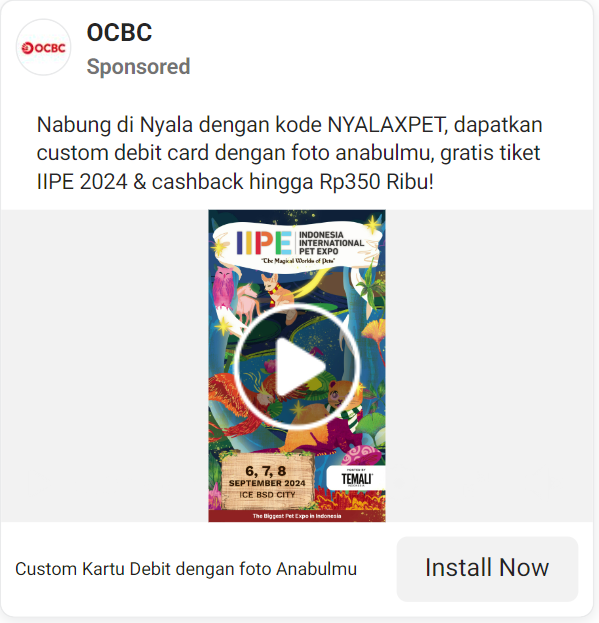 OCBC
OCBC
Sponsored
Nabung di Nyala dengan kode NYALAXPET, dapatkan
custom debit card dengan foto anabulmu, gratis tiket
IIPE 2024 & cashback hingga Rp350 Ribu!
IIPE
INDONESIA
INTERNATIONAL
PET EXPO
"The Magical Worlds of Pets"
6, 7, 8
SEPTEMBER 2024
ICE BSD CITY
TEMALI
The Biggest Pet Expo in Indonesia
Custom Kartu Debit dengan foto Anabulmu
Install Now